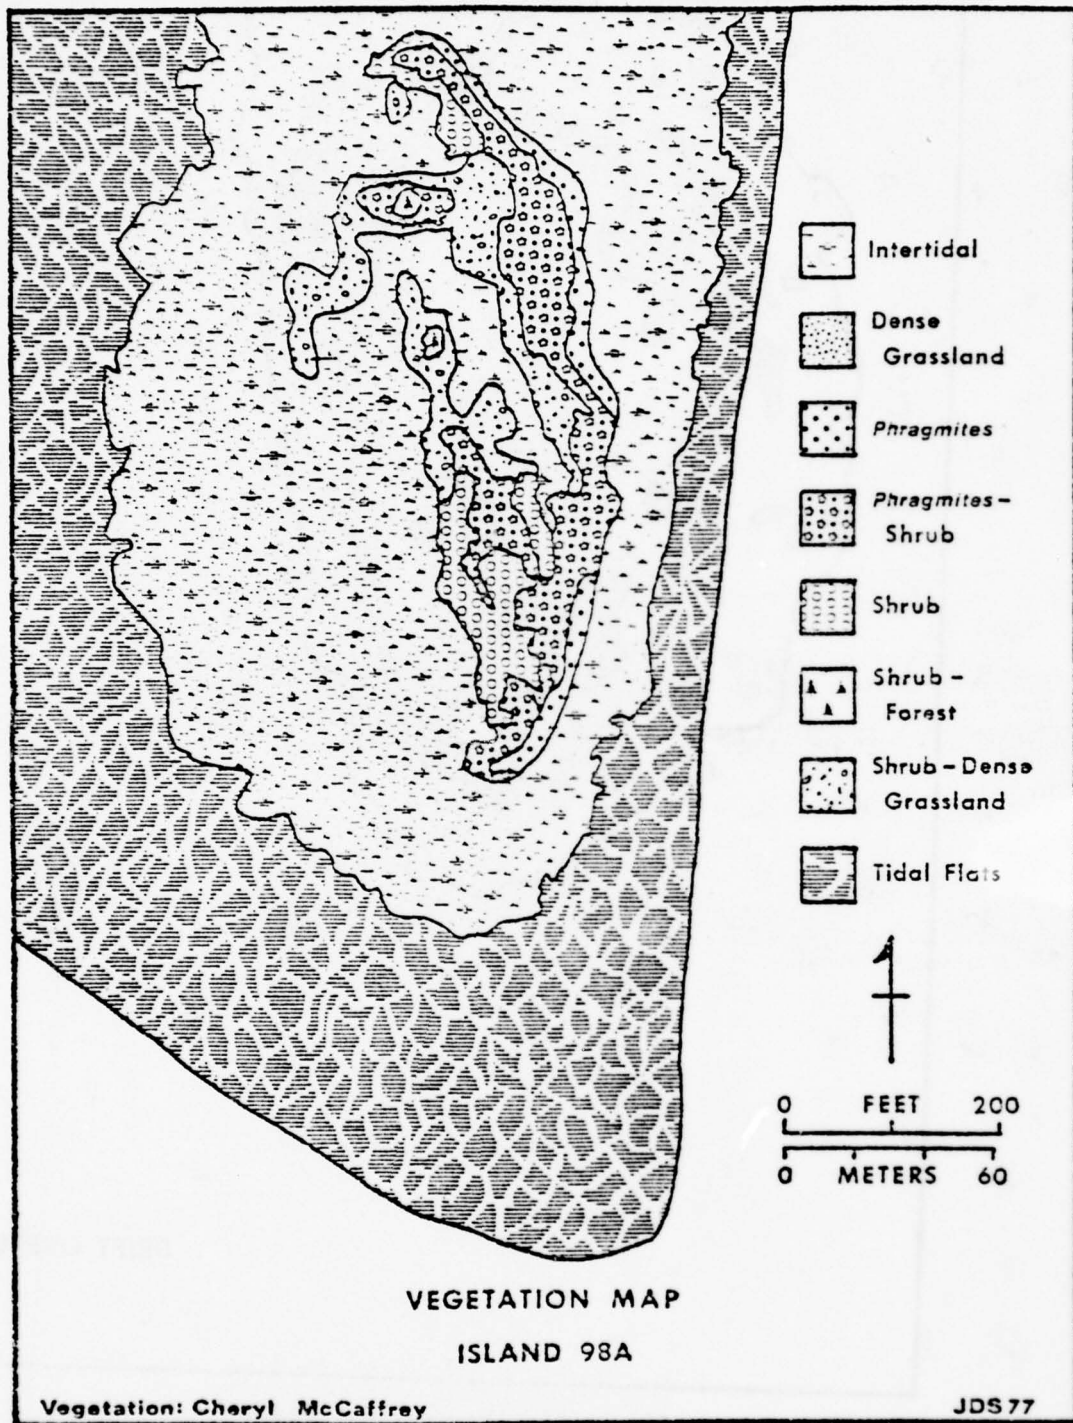 Intertidal
Dense
Grassland
Phragmites
Phragmites-
Shrub
Shrub
Shrub-
Forest
Shrub-Dense
Grassland
Tidal Flats
0 FEET 200
0 METERS 60
VEGETATION MAP
ISLAND 98A
Vegetation: Cheryl McCaffrey
JDS77